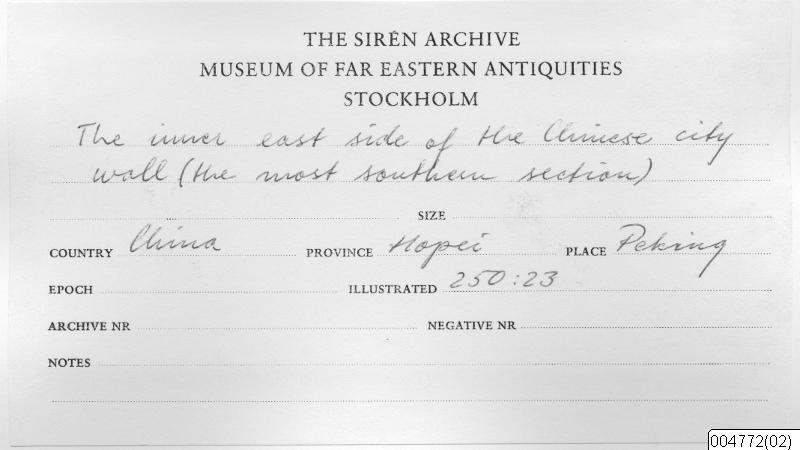 THE SIRÉN ARCHIVE
MUSEUM OF FAR EASTERN ANTIQUITIES
STOCKHOLM
The inner east side of the Chinese city
wall (the most southern section)
SIZE
COUNTRY China PROVINCE Hopei PLACE Peking
EPOCH ILLUSTRATED 250:23
ARCHIVE NR NEGATIVE NR
NOTES
004772(02)